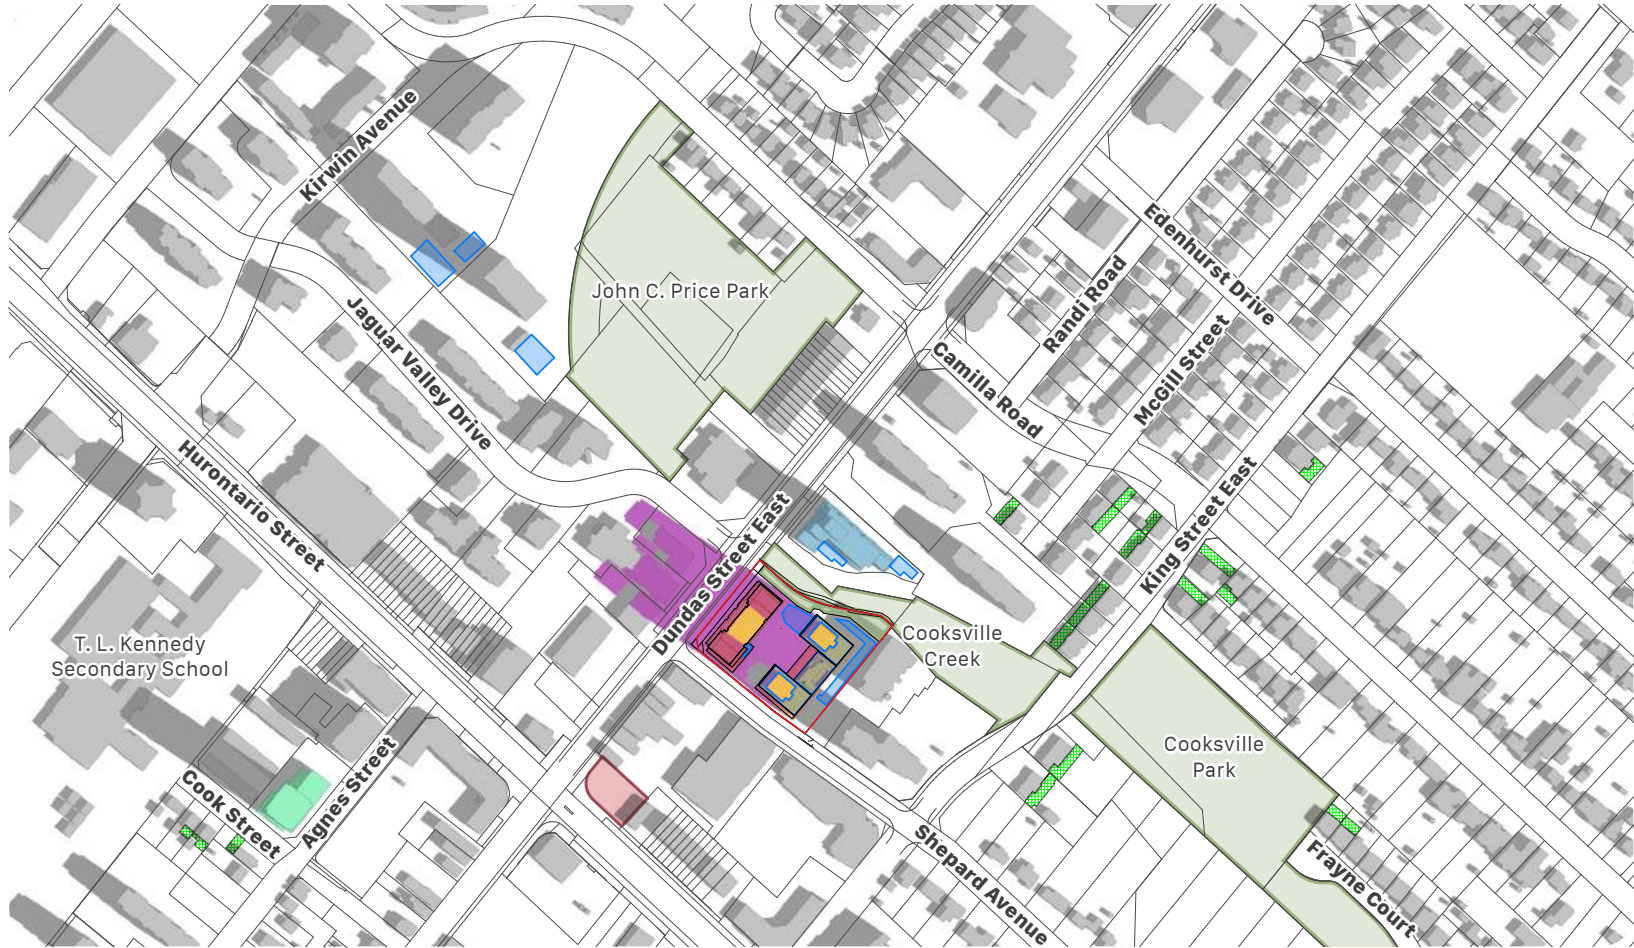 Kirwin Avenue
Edenhurst Drive
John C. Price Park
Randi Road
Jaguar Valley Drive
McGill Street
Camilla Road
Hurontario Street
King Street East
Dundas Street East
T. L. Kennedy
Secondary School
Cooksville
Creek
Cooksville
Park
Cook Street
Agnes Street
Shepard Avenue
Frayne Court